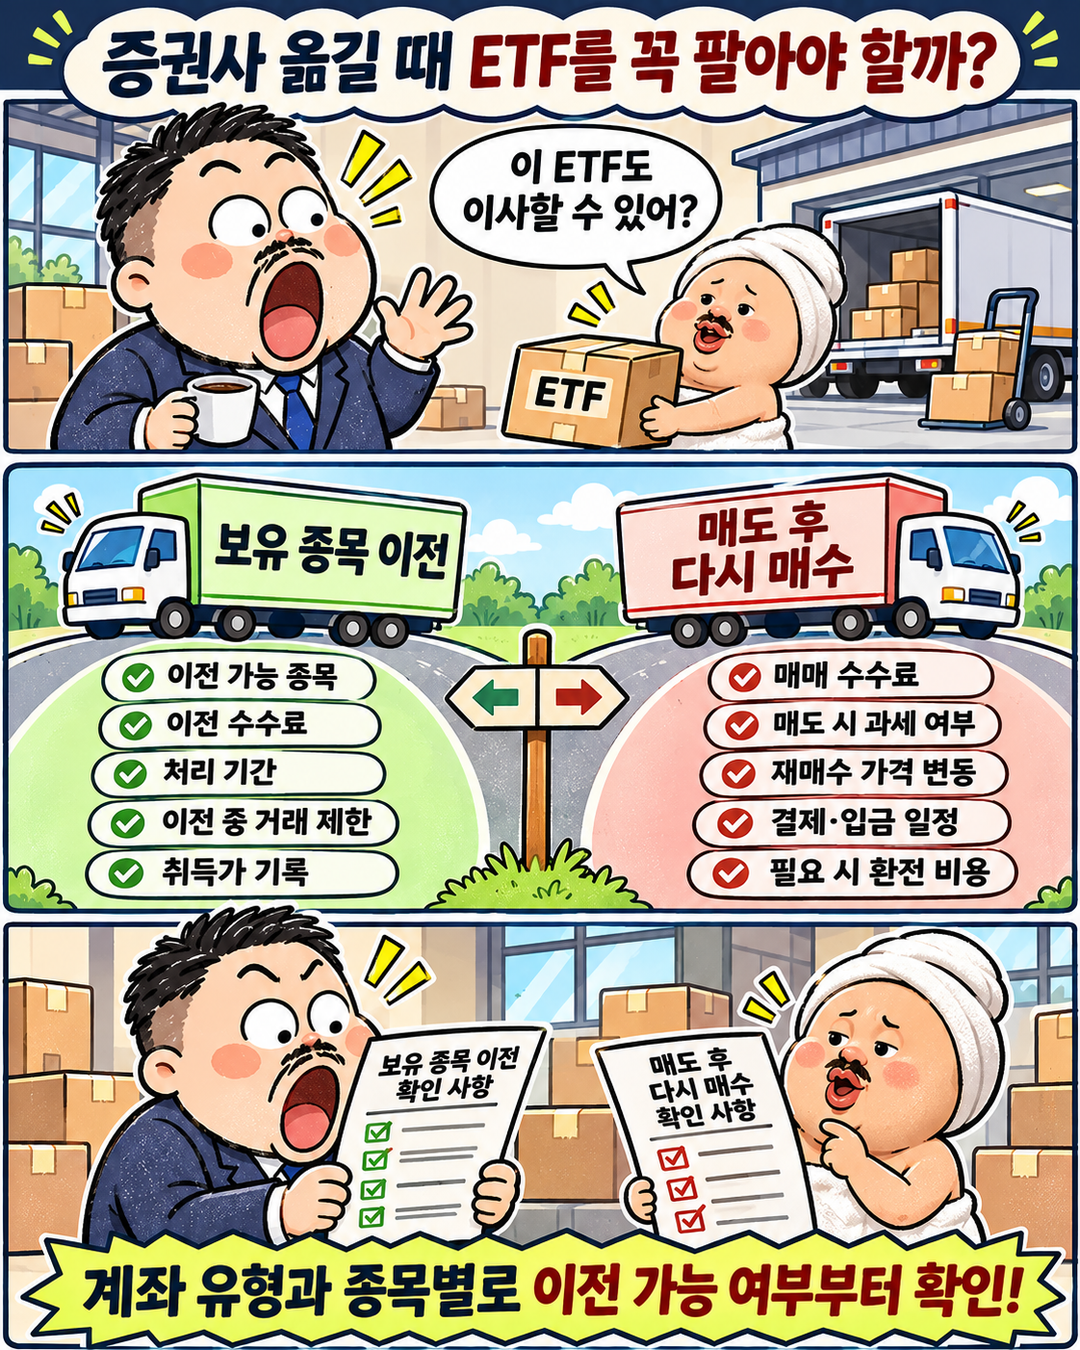 증권사 옮길 때 ETF를 꼭 팔아야 할까?
이 ETF도
이사할 수 있어?
ETF
보유 종목 이전
이전 가능 종목
이전 수수료
처리 기간
이전 중 거래 제한
취득가 기록
매도 후
다시 매수
매매 수수료
매도 시 과세 여부
재매수 가격 변동
결제·입금 일정
필요 시 환전 비용
보유 종목 이전
확인 사항
매도 후
다시 매수
확인 사항
계좌 유형과 종목별로 이전 가능 여부부터 확인!